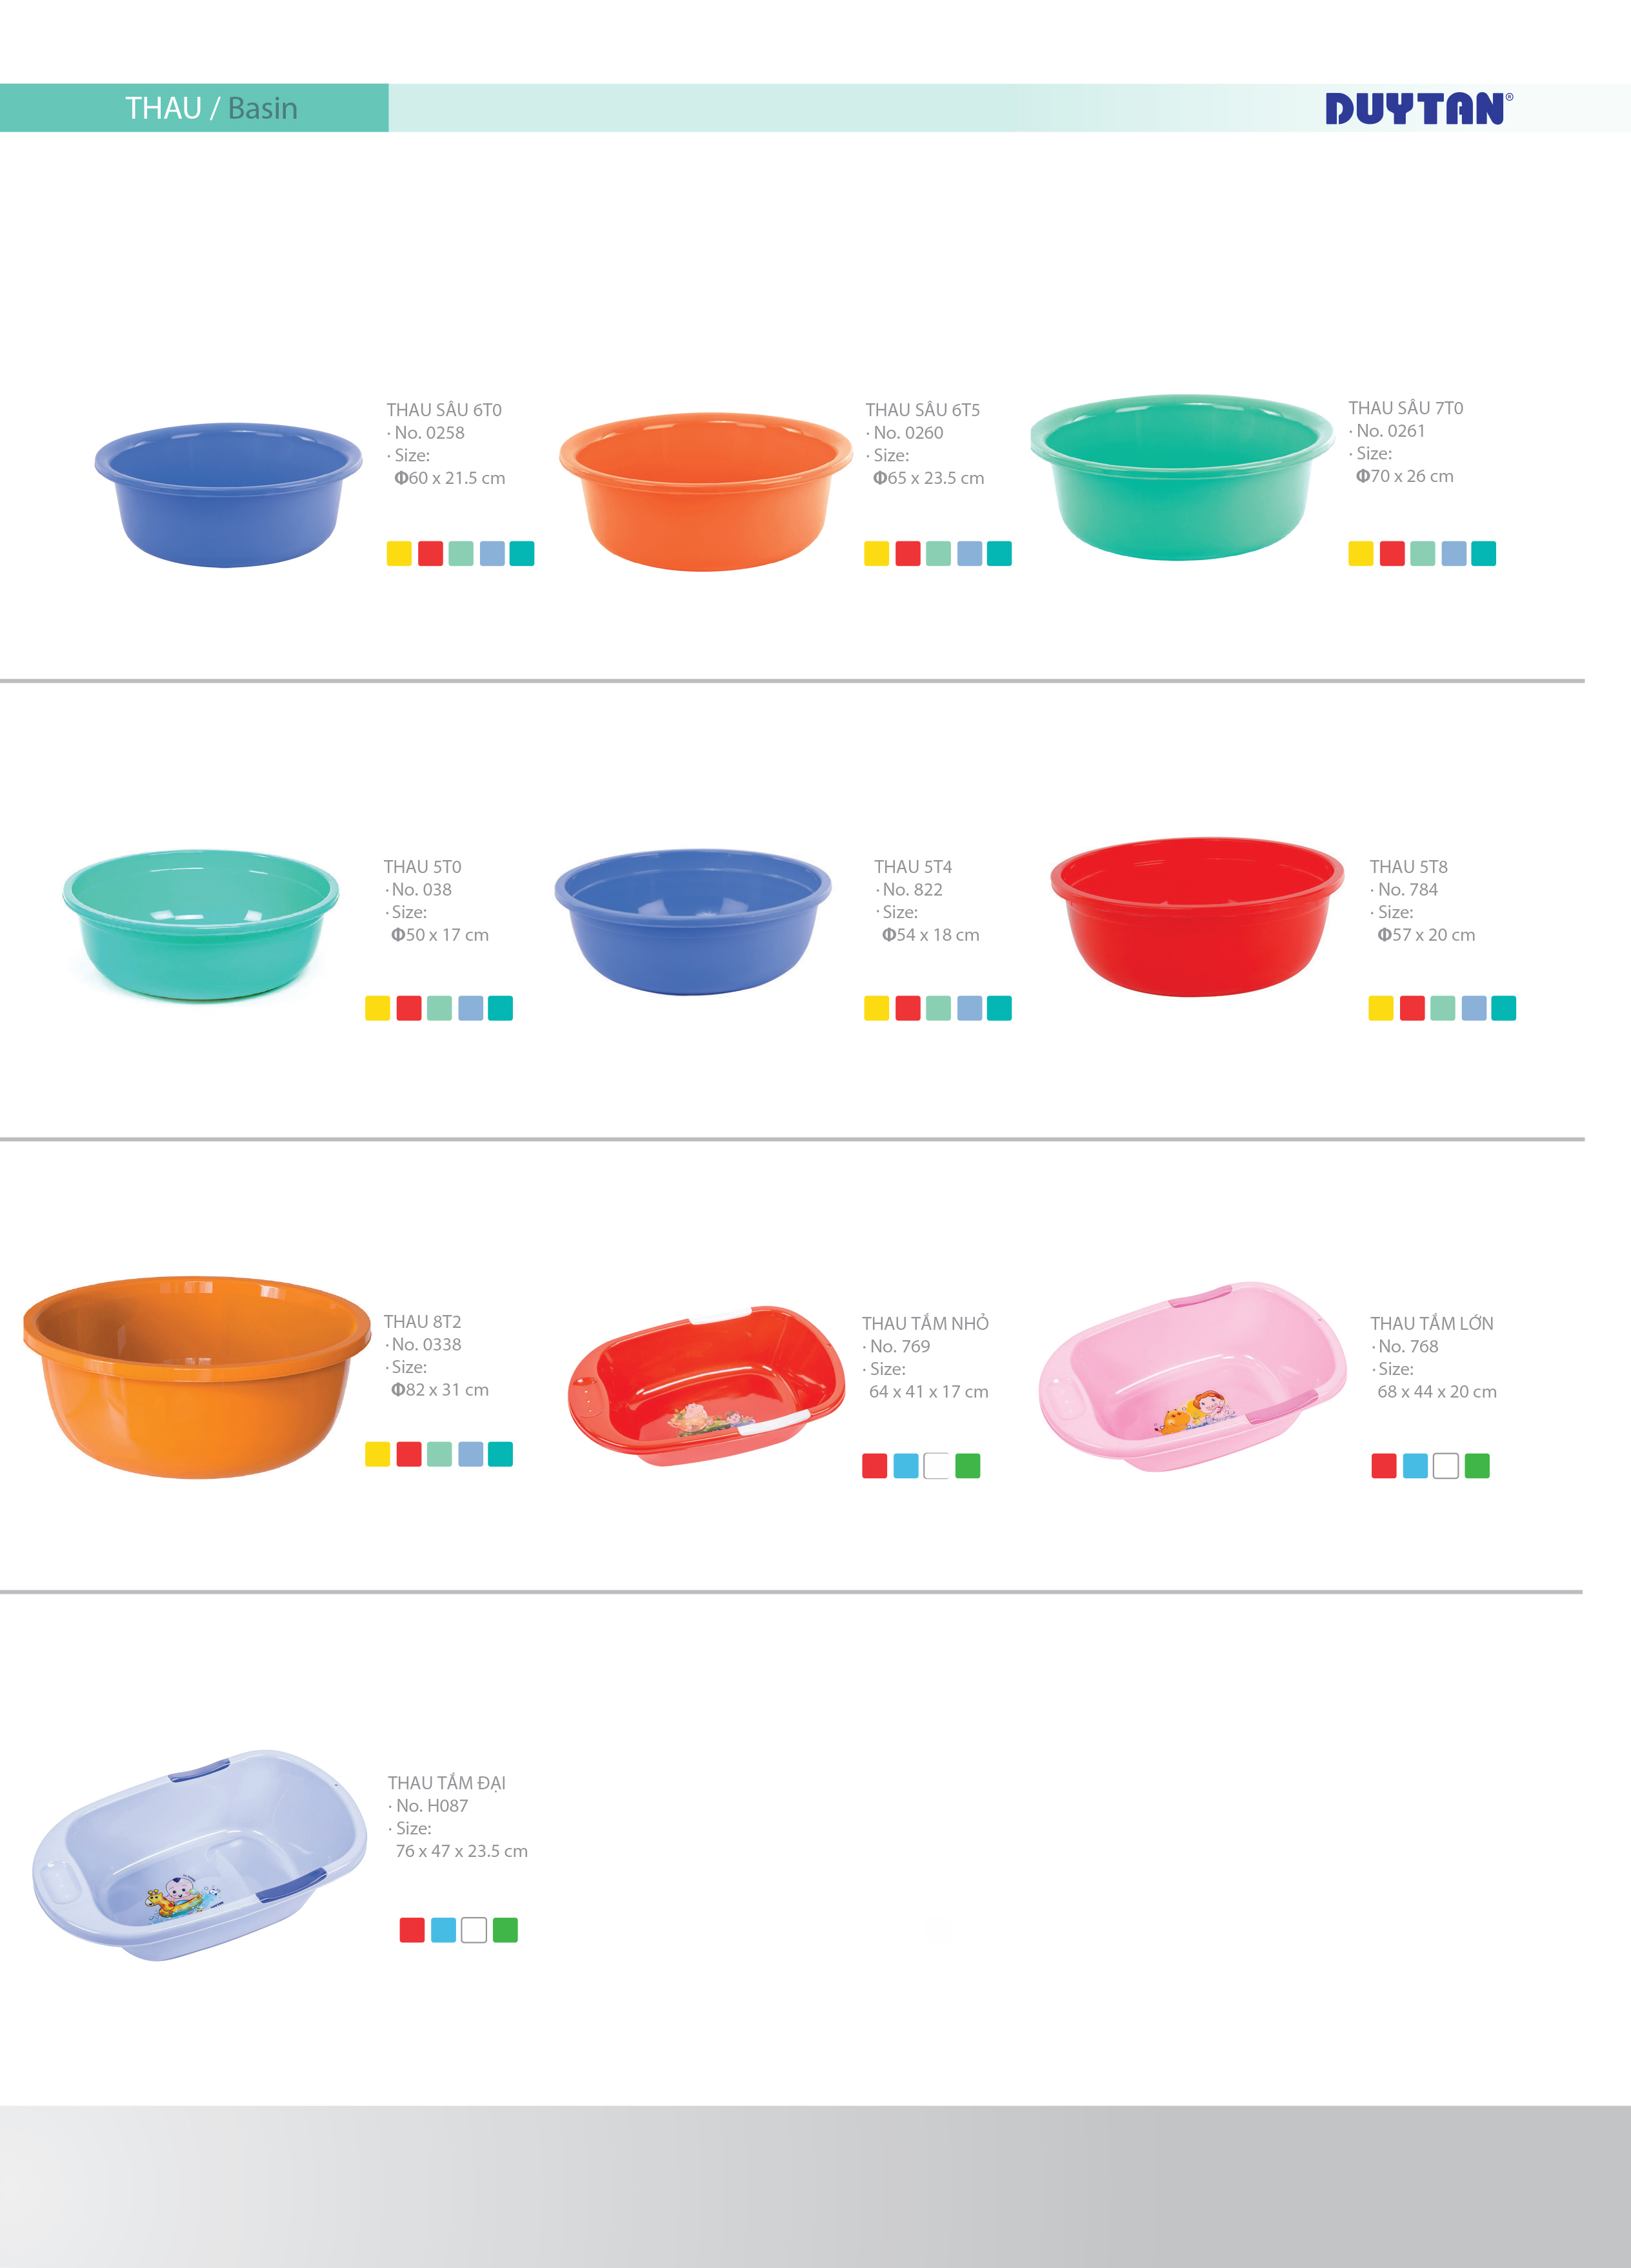 THAU / Basin
DUYTAN®
THAU SÂU 6T0
· No. 0258
· Size:
Φ60 x 21.5 cm
THAU SÂU 6T5
· No. 0260
· Size:
Φ65 x 23.5 cm
THAU SÂU 7T0
· No. 0261
· Size:
Φ70 x 26 cm
THAU 5T0
· No. 038
· Size:
Φ50 x 17 cm
THAU 5T4
· No. 822
· Size:
Φ54 x 18 cm
THAU 5T8
· No. 784
· Size:
Φ57 x 20 cm
THAU 8T2
· No. 0338
· Size:
Φ82 x 31 cm
THAU TẮM NHỎ
· No. 769
· Size:
64 x 41 x 17 cm
THAU TẮM LỚN
· No. 768
· Size:
68 x 44 x 20 cm
THAU TẮM ĐẠI
· No. H087
· Size:
76 x 47 x 23.5 cm